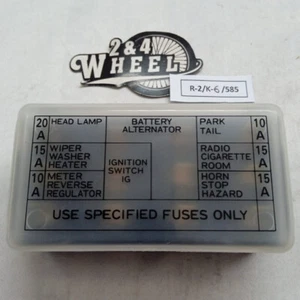 2&4
WHEEL
R-2/K-6/S85
20 A HEAD LAMP
15 A WIPER WASHER HEATER
10 A METER REVERSE REGULATOR
BATTERY ALTERNATOR
IGNITION SWITCH IG
PARK TAIL 10 A
RADIO CIGARETTE ROOM 15 A
HORN STOP HAZARD 15 A
USE SPECIFIED FUSES ONLY